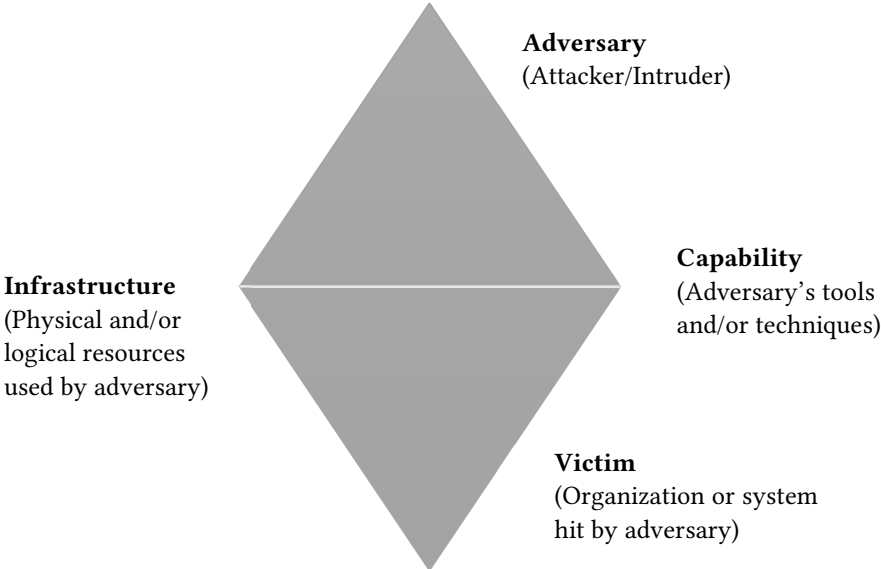 Adversary
(Attacker/Intruder)
Capability
(Adversary’s tools
and/or techniques)
Infrastructure
(Physical and/or
logical resources
used by adversary)
Victim
(Organization or system
hit by adversary)